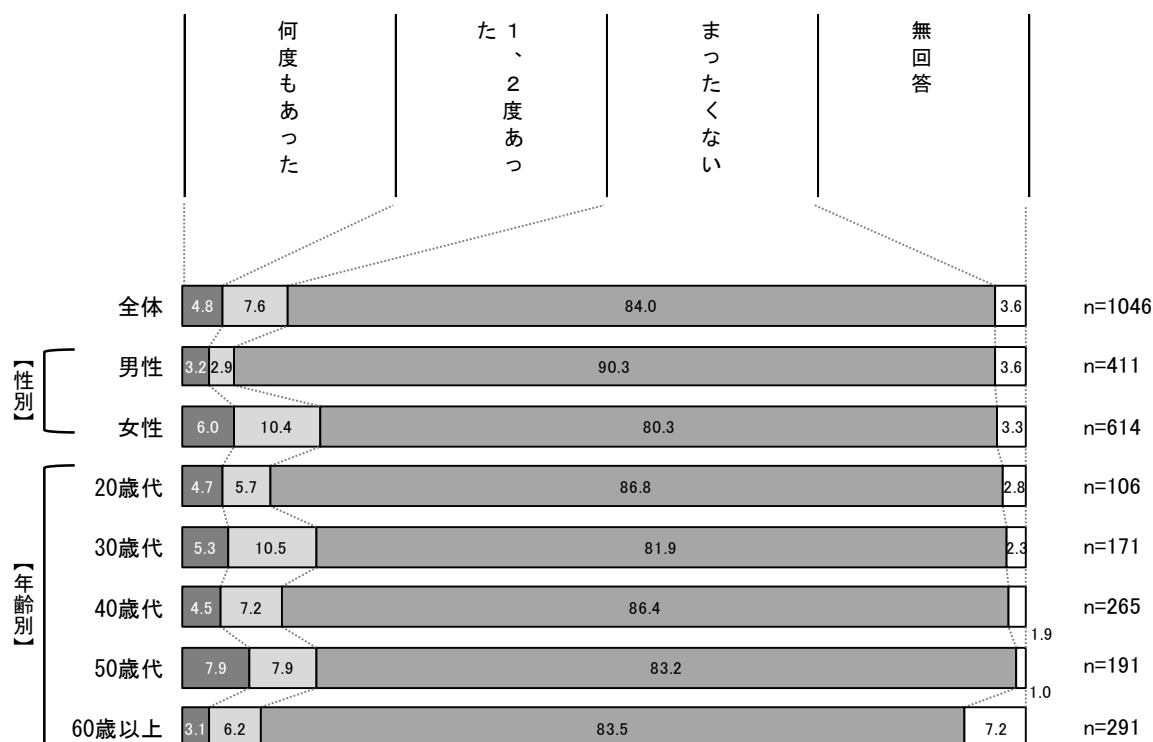 何度もあった
1、2度あった
まったくない
無回答
全体 4.8 7.6 84.0 3.6 n=1046
【性別】
男性 3.2 2.9 90.3 3.6 n=411
女性 6.0 10.4 80.3 3.3 n=614
【年齢別】
20歳代 4.7 5.7 86.8 2.8 n=106
30歳代 5.3 10.5 81.9 2.3 n=171
40歳代 4.5 7.2 86.4 1.9 n=265
50歳代 7.9 7.9 83.2 1.0 n=191
60歳以上 3.1 6.2 83.5 7.2 n=291